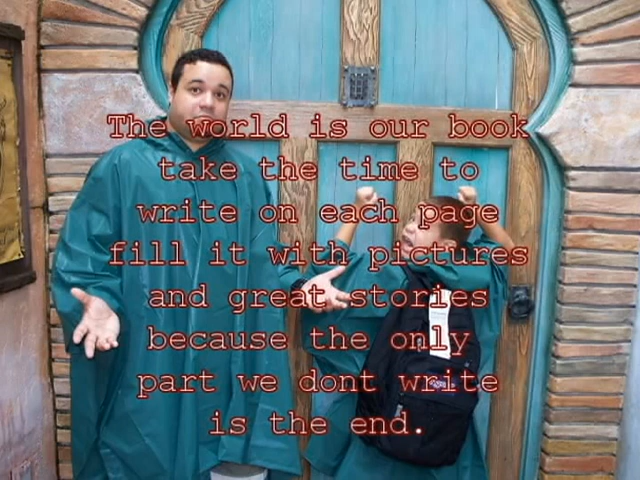 The world is our book
take the time to
write on each page
fill it with pictures
and great stories
because the only
part we dont write
is the end.